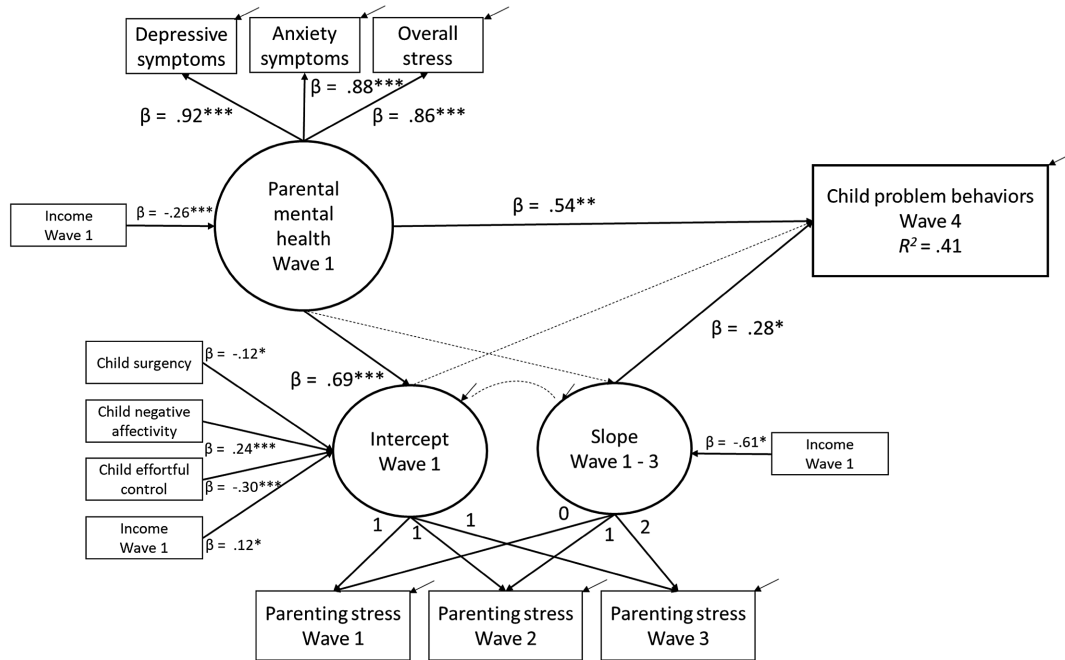 Depressive
symptoms
Anxiety
symptoms
Overall
stress
β = .92***
β = .88***
β = .86***
Parental
mental
health
Wave 1
Income
Wave 1
β = -.26***
β = .54**
Child problem behaviors
Wave 4
R² = .41
β = .28*
β = .69***
Child surgency
β = -.12*
Child negative
affectivity
β = .24***
Child effortful
control
β = -.30***
Income
Wave 1
β = .12*
Intercept
Wave 1
Slope
Wave 1 - 3
β = -.61*
Income
Wave 1
1
1
1
0
1
2
Parenting stress
Wave 1
Parenting stress
Wave 2
Parenting stress
Wave 3